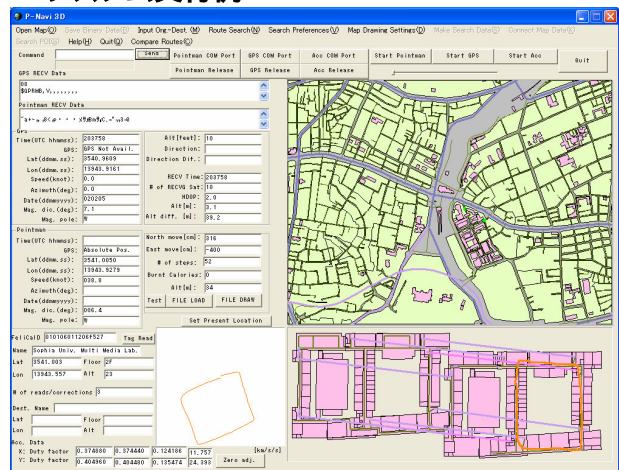 P-Navi 3D
Open Map(O) Save Binary Data(B) Input Org.-Dest. (M) Route Search(N) Search Preferences(V) Map Drawing Settings(D) Make Search Data(S) Connect Map Data(X)
Search POI(S) Help(H) Quit(Q) Compare Routes(C)
Command Send Pointman COM Port GPS COM Port Acc COM Port Start Pointman Start GPS Start Acc Quit
Pointman Release GPS Release Acc Release
GPS RECV Data
00
$GPRMB,V,,,,,,,
Pointman RECV Data
GPS
Time(UTC hhmmss): 203758
GPS: GPS Not Avail.
Lat(ddmm.ss): 3540.9609
Lon(ddmm.ss): 13943.9161
Speed(knot): 0.0
Azimuth(deg): 0.0
Date(ddmmyyyy): 020205
Mag. dic.(deg): 7.1
Mag. pole: W
Alt[feet]: 10
Direction:
Direction Dif.:
RECV Time: 203758
# of RECVG Sat: 10
HDOP: 2.0
Alt[m]: 3.1
Alt diff. [m]: 39.2
Pointman
Time(UTC hhmmss):
GPS: Absolute Pos.
Lat(ddmm.ss): 3541.0050
Lon(ddmm.ss): 13943.9279
Speed(knot): 038.0
Azimuth(deg):
Date(ddmmyyyy):
Mag. dic.(deg): 006.4
Mag. pole: W
North move[cm]: 316
East move[cm]: -400
# of steps: 52
Burnt Calories: 0
Alt[m]: 34
Test FILE LOAD FILE DRAW
Set Present Location
FeliCaID 010106011206F527 Tag Read
Name Sophia Univ. Multi Media Lab.
Lat 3541.003 Floor 2F
Lon 13943.557 Alt 23
# of reads/corrections 3
Dest. Name
Lat Floor
Lon Alt
Acc. Data
X: Duty factor 0.374880 0.374440 0.124186 11.757 [km/s/s]
Y: Duty factor 0.404960 0.404480 0.135474 24.393 Zero adj.